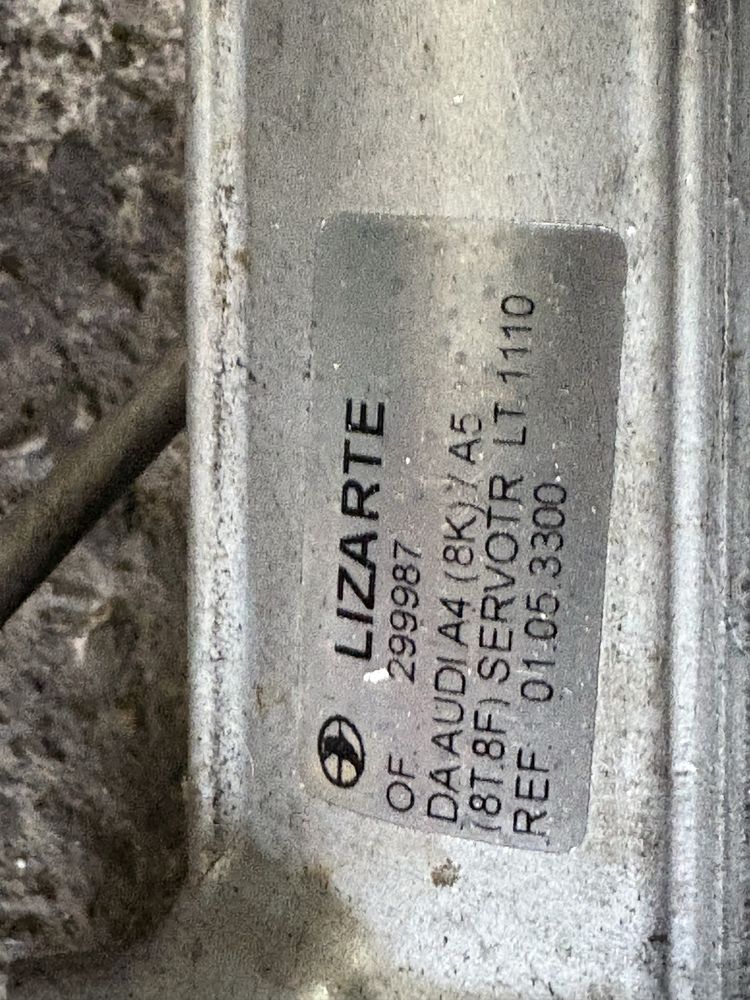 LIZARTE
OF. 299987
DA AUDI A4 (8K) / A5
(8T.8F) SERVOTR LT.1110
REF. 01.05.3300